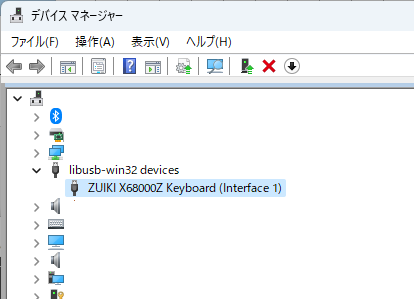 デバイス マネージャー
ファイル(F) 操作(A) 表示(V) ヘルプ(H)
libusb-win32 devices
ZUIKI X68000Z Keyboard (Interface 1)